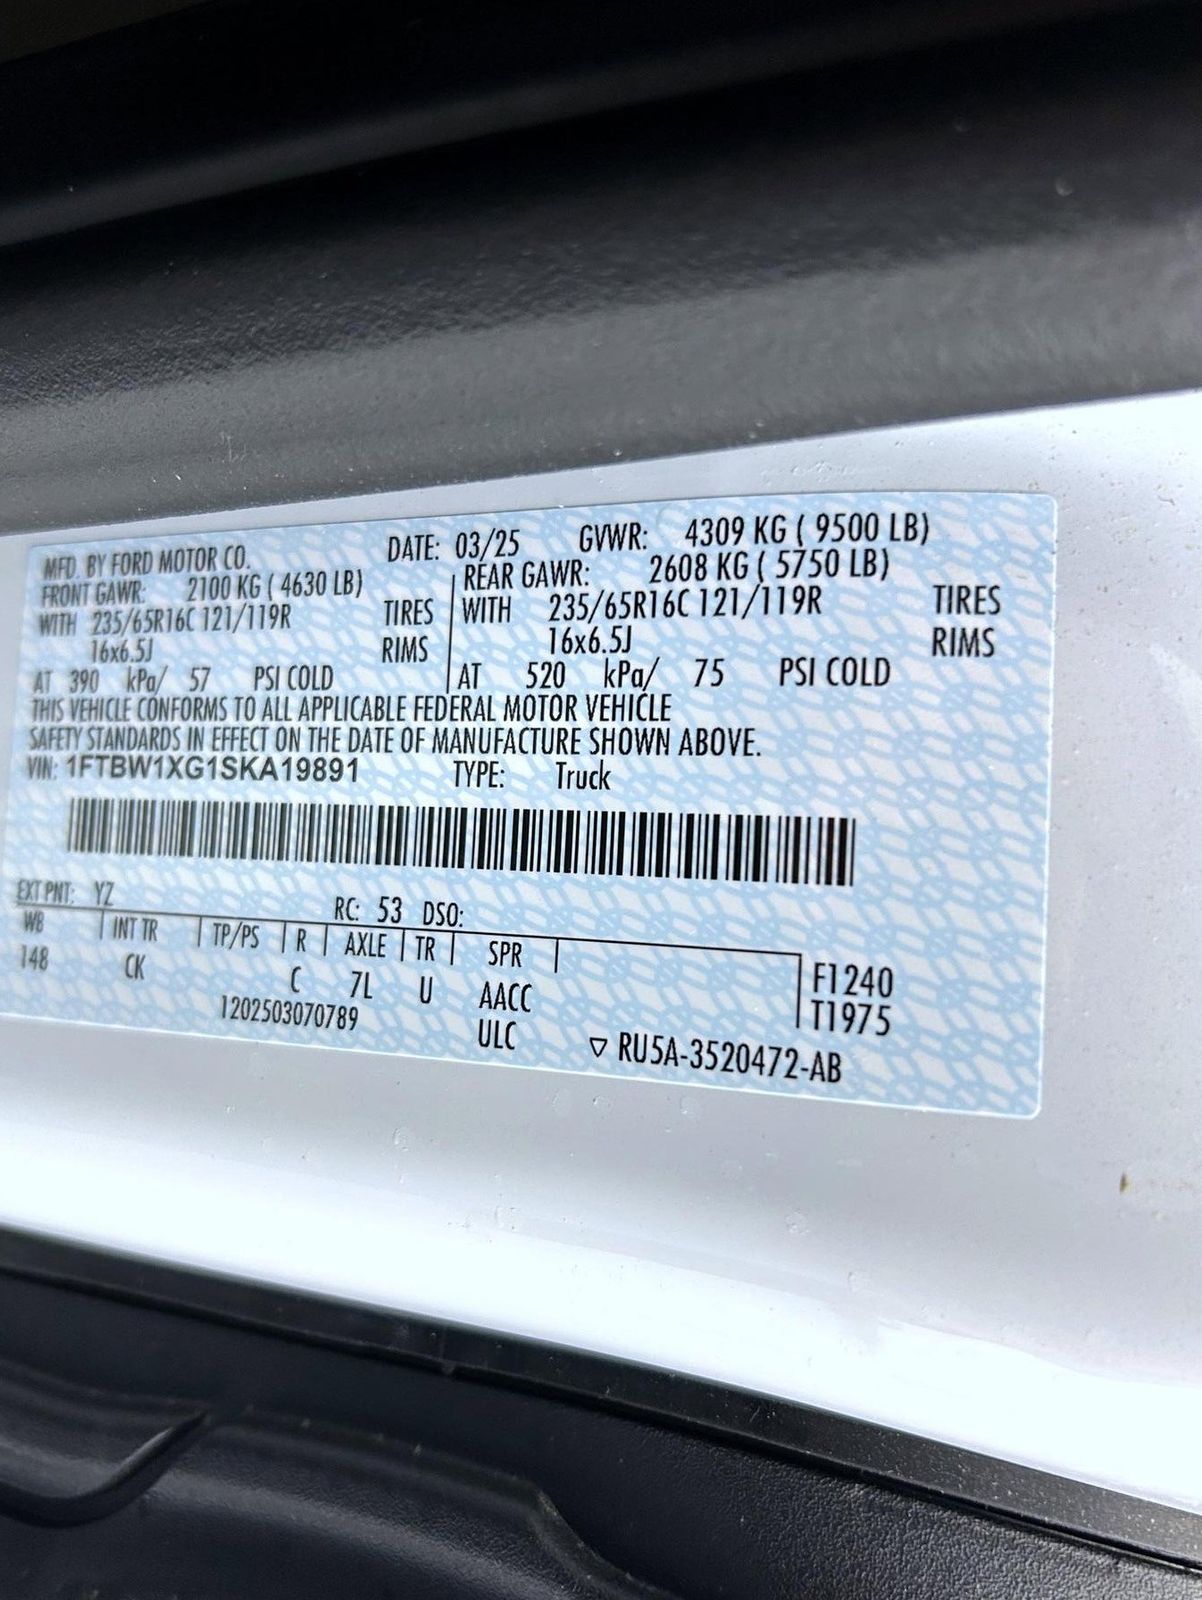 MFD. BY FORD MOTOR CO. DATE: 03/25 GVWR: 4309 KG ( 9500 LB)
FRONT GAWR: 2100 KG ( 4630 LB) REAR GAWR: 2608 KG ( 5750 LB)
WITH 235/65R16C 121/119R TIRES WITH 235/65R16C 121/119R TIRES
16x6.5J RIMS 16x6.5J RIMS
AT 390 kPa/ 57 PSI COLD AT 520 kPa/ 75 PSI COLD
THIS VEHICLE CONFORMS TO ALL APPLICABLE FEDERAL MOTOR VEHICLE
SAFETY STANDARDS IN EFFECT ON THE DATE OF MANUFACTURE SHOWN ABOVE.
VIN: 1FTBW1XG1SKA19891 TYPE: Truck
EXT PNT: YZ RC: 53 DSO:
WB INT TR TP/PS R AXLE TR SPR
148 CK C 7L U AACC F1240
1202503070789 ULC T1975
▽ RU5A-3520472-AB